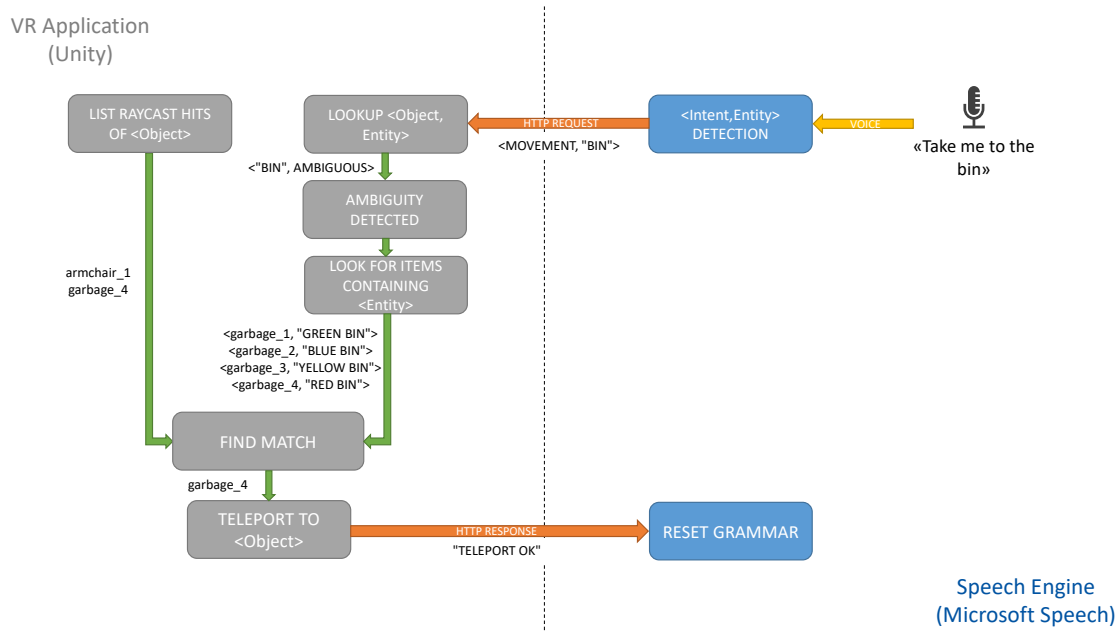 VR Application
(Unity)
LIST RAYCAST HITS
OF <Object>
LOOKUP <Object,
Entity>
HTTP REQUEST
<MOVEMENT, "BIN">
<Intent,Entity>
DETECTION
VOICE
«Take me to the
bin»
<"BIN", AMBIGUOUS>
AMBIGUITY
DETECTED
LOOK FOR ITEMS
CONTAINING
<Entity>
armchair_1
garbage_4
<garbage_1, "GREEN BIN">
<garbage_2, "BLUE BIN">
<garbage_3, "YELLOW BIN">
<garbage_4, "RED BIN">
FIND MATCH
garbage_4
TELEPORT TO
<Object>
HTTP RESPONSE
"TELEPORT OK"
RESET GRAMMAR
Speech Engine
(Microsoft Speech)